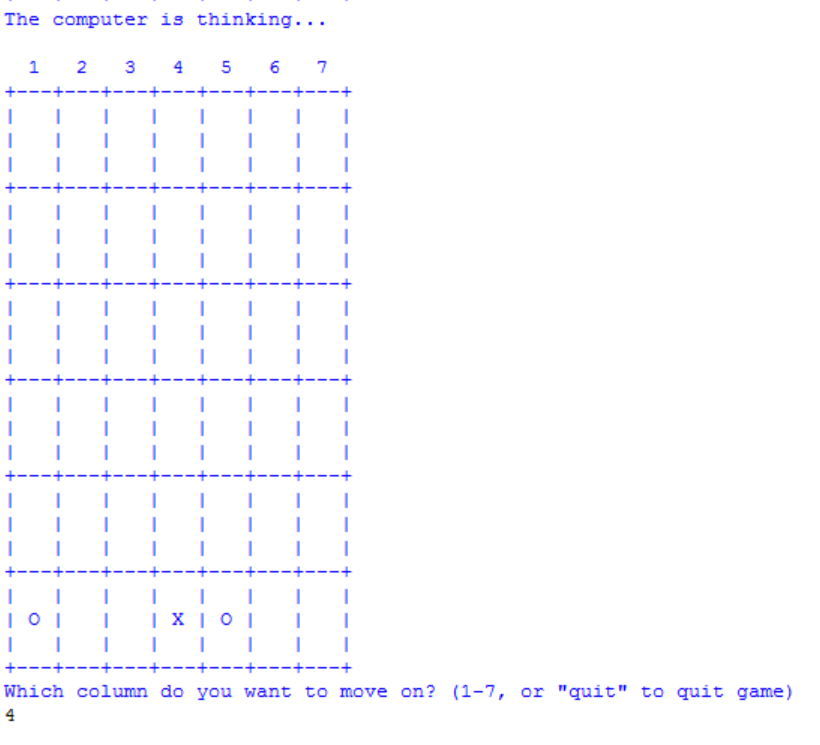 The computer is thinking...
  1   2   3   4   5   6   7
+---+---+---+---+---+---+---+
|   |   |   |   |   |   |   |
|   |   |   |   |   |   |   |
|   |   |   |   |   |   |   |
+---+---+---+---+---+---+---+
|   |   |   |   |   |   |   |
|   |   |   |   |   |   |   |
|   |   |   |   |   |   |   |
+---+---+---+---+---+---+---+
|   |   |   |   |   |   |   |
|   |   |   |   |   |   |   |
|   |   |   |   |   |   |   |
+---+---+---+---+---+---+---+
|   |   |   |   |   |   |   |
|   |   |   |   |   |   |   |
|   |   |   |   |   |   |   |
+---+---+---+---+---+---+---+
|   |   |   |   |   |   |   |
|   |   |   |   |   |   |   |
|   |   |   |   |   |   |   |
+---+---+---+---+---+---+---+
|   |   |   |   |   |   |   |
| O |   |   | X | O |   |   |
|   |   |   |   |   |   |   |
+---+---+---+---+---+---+---+
Which column do you want to move on? (1-7, or "quit" to quit game)
4